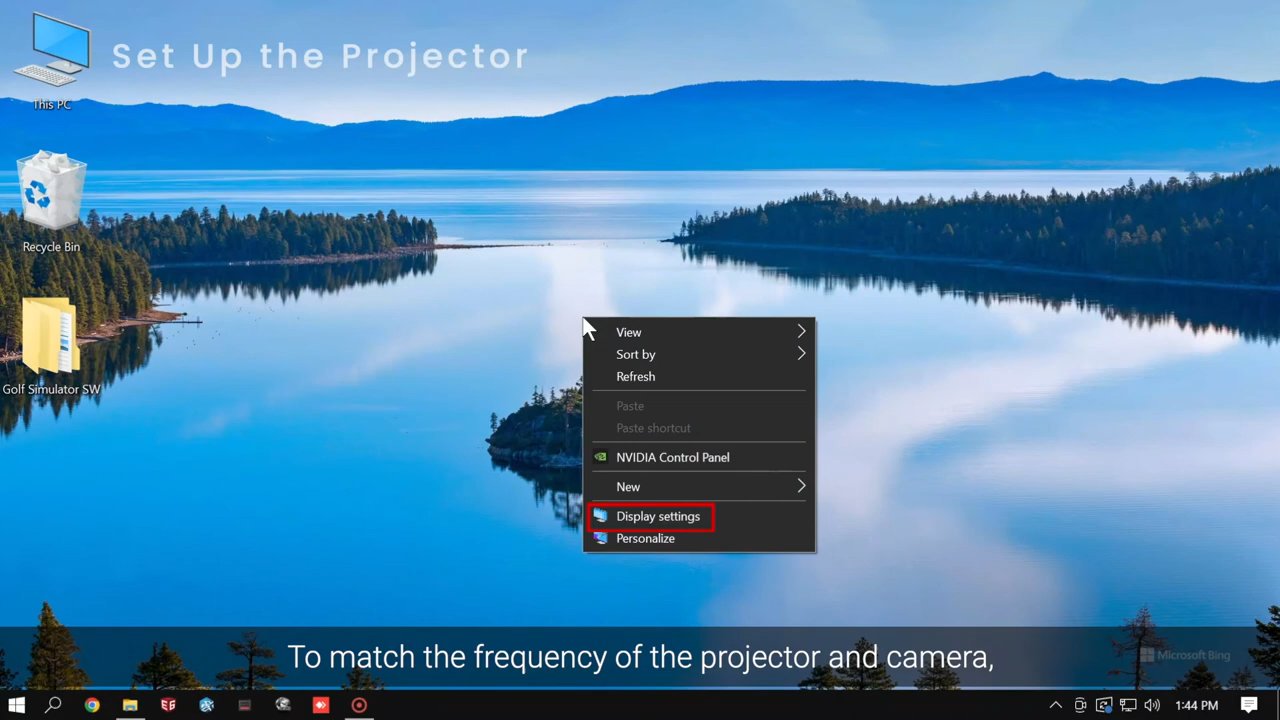 Set Up the Projector
This PC
Recycle Bin
Golf Simulator SW
View
Sort by
Refresh
Paste
Paste shortcut
NVIDIA Control Panel
New
Display settings
Personalize
To match the frequency of the projector and camera,
Microsoft Bing
1:44 PM